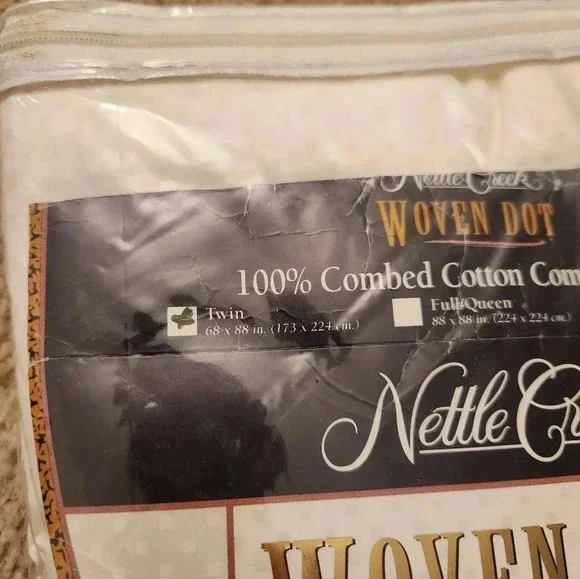 Nettle Creek
WOVEN DOT
100% Combed Cotton Com
Twin
68 x 88 in. (173 x 224 cm.)
Full/Queen
88 x 88 in. (224 x 224 cm.)
Nettle Cr
WOVEN